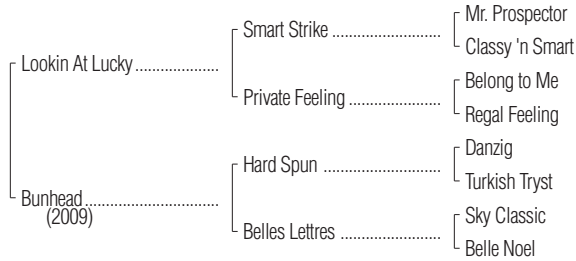 Mr. Prospector
Smart Strike ........................
Classy 'n Smart
Lookin At Lucky ...................
Belong to Me
Private Feeling .....................
Regal Feeling
Danzig
Hard Spun ..........................
Turkish Tryst
Bunhead ..............................
(2009)
Sky Classic
Belles Lettres ......................
Belle Noel